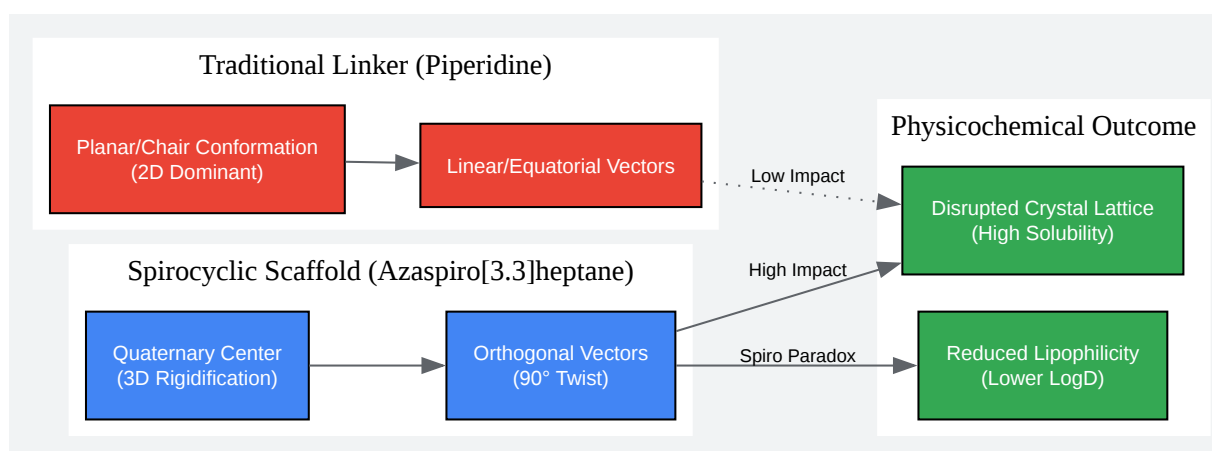 Traditional Linker (Piperidine)
Planar/Chair Conformation
(2D Dominant)
Linear/Equatorial Vectors
Low Impact
Physicochemical Outcome
Disrupted Crystal Lattice
(High Solubility)
Spirocyclic Scaffold (Azaspiro[3.3]heptane)
High Impact
Quaternary Center
(3D Rigidification)
Orthogonal Vectors
(90° Twist)
Spiro Paradox
Reduced Lipophilicity
(Lower LogD)